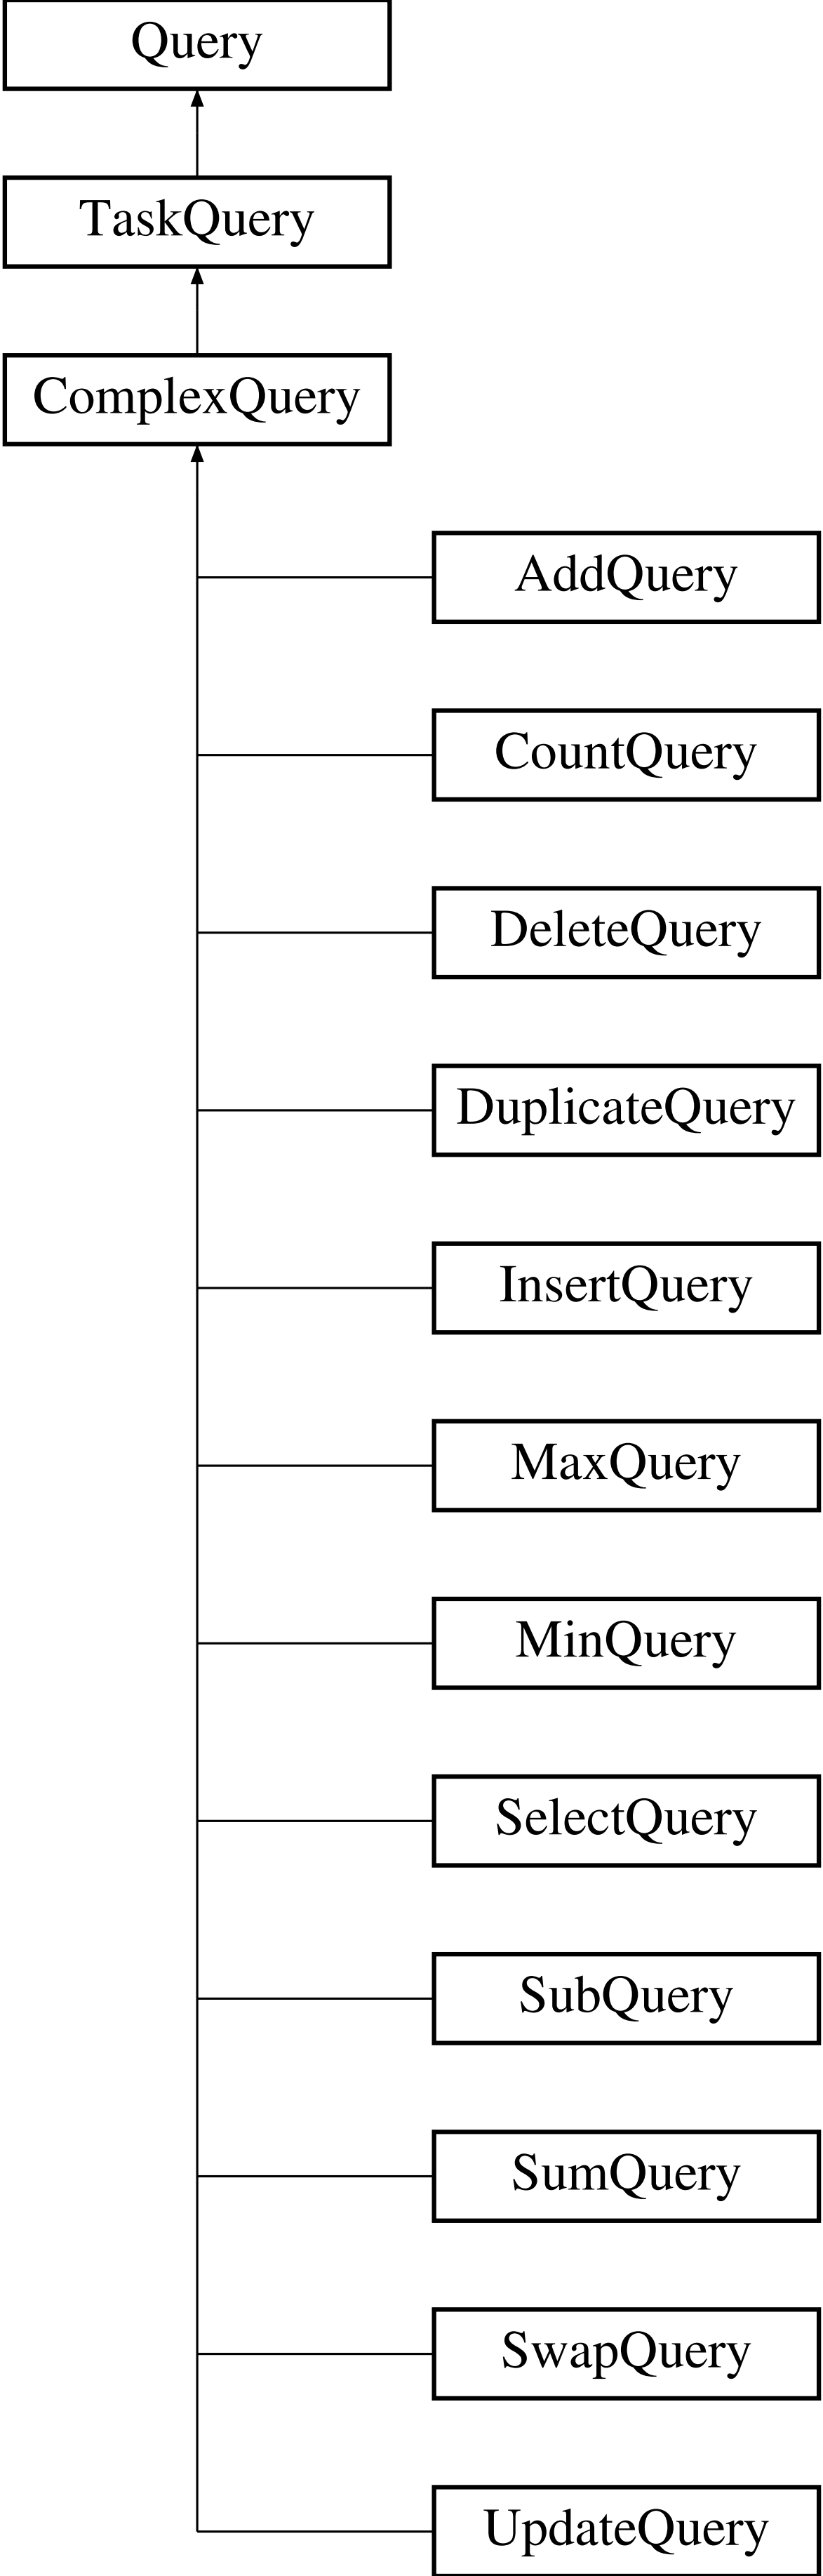 Query
TaskQuery
ComplexQuery
AddQuery
CountQuery
DeleteQuery
DuplicateQuery
InsertQuery
MaxQuery
MinQuery
SelectQuery
SubQuery
SumQuery
SwapQuery
UpdateQuery